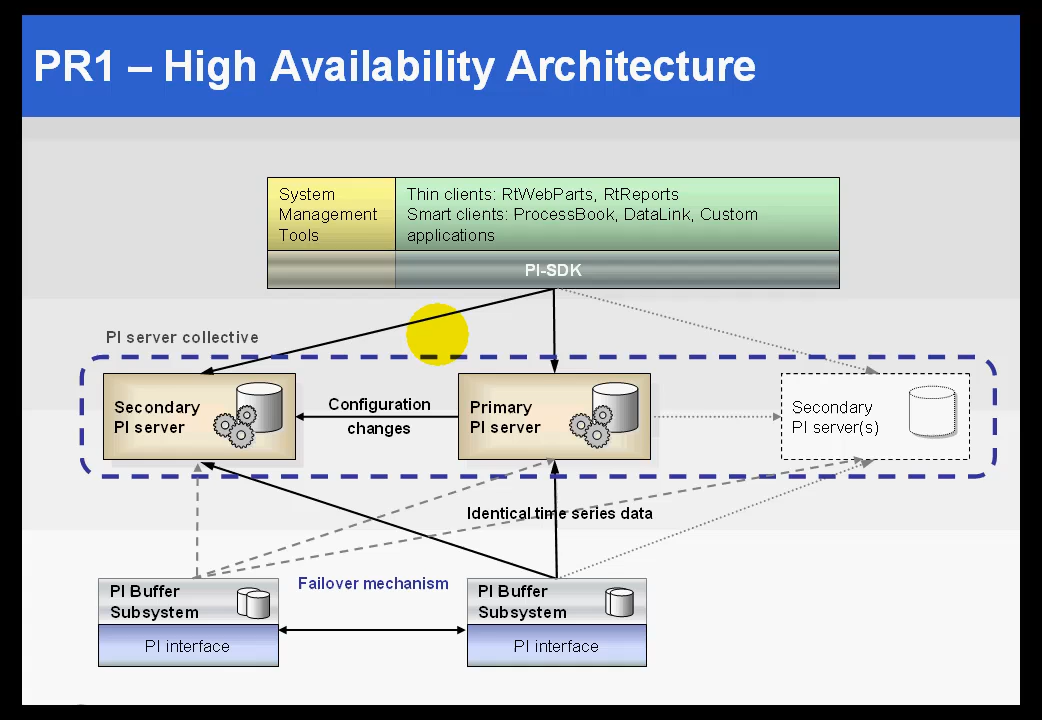 PR1 – High Availability Architecture
System
Management
Tools
Thin clients: RtWebParts, RtReports
Smart clients: ProcessBook, DataLink, Custom
applications
PI-SDK
PI server collective
Secondary
PI server
Configuration
changes
Primary
PI server
Secondary
PI server(s)
Identical time series data
PI Buffer
Subsystem
PI interface
Failover mechanism
PI Buffer
Subsystem
PI interface